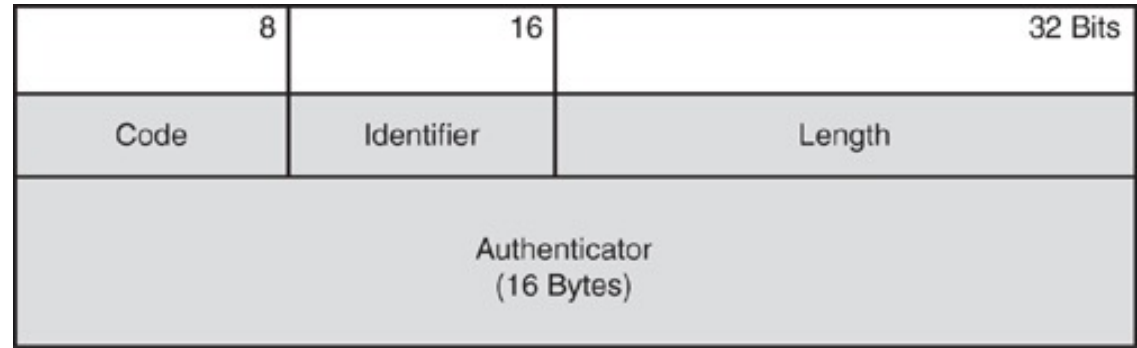 8 16 32 Bits
Code Identifier Length
Authenticator
(16 Bytes)